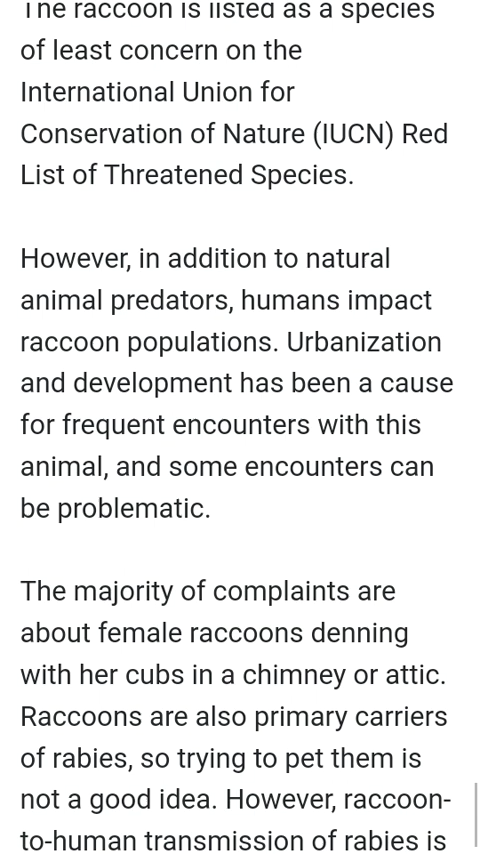 The raccoon is listed as a species
of least concern on the
International Union for
Conservation of Nature (IUCN) Red
List of Threatened Species.
However, in addition to natural
animal predators, humans impact
raccoon populations. Urbanization
and development has been a cause
for frequent encounters with this
animal, and some encounters can
be problematic.
The majority of complaints are
about female raccoons denning
with her cubs in a chimney or attic.
Raccoons are also primary carriers
of rabies, so trying to pet them is
not a good idea. However, raccoon-
to-human transmission of rabies is